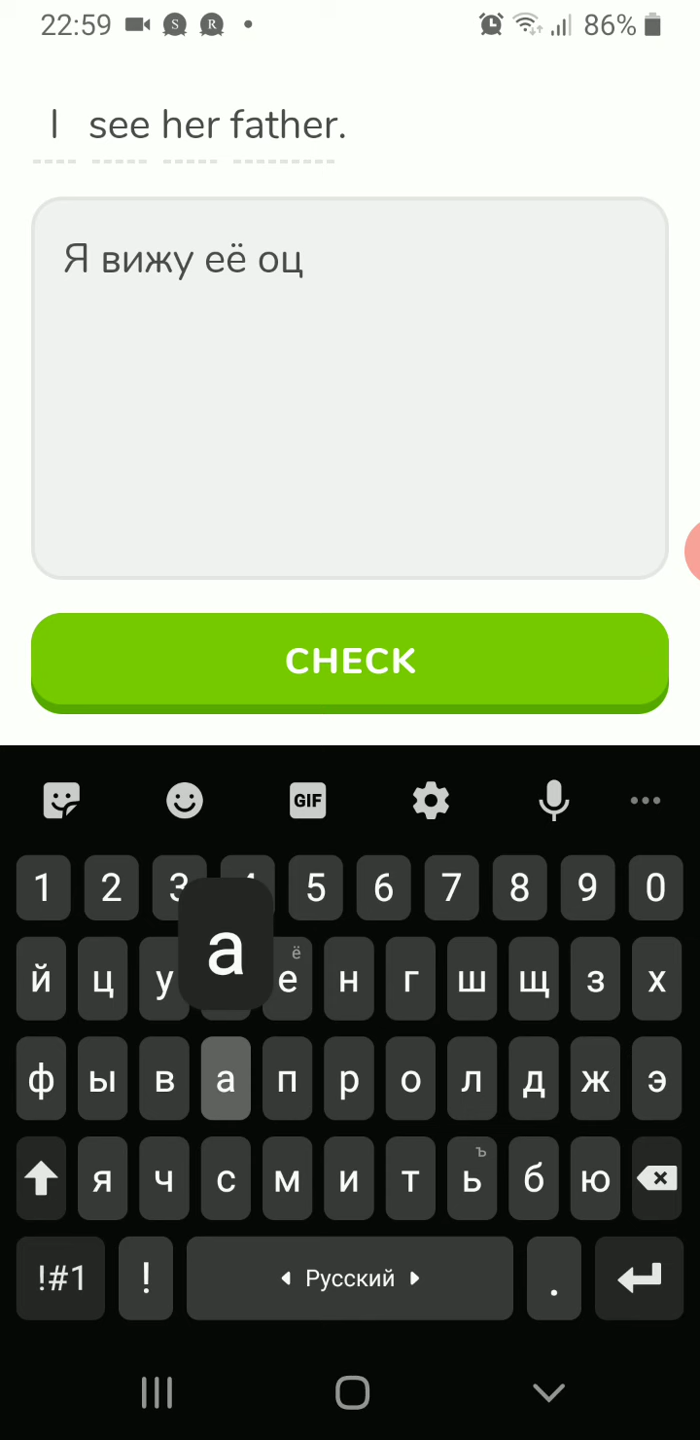 22:59 S R 86%
I see her father.
Я вижу её оц
CHECK
GIF
1 2 3 4 5 6 7 8 9 0
а
й ц у ё е н г ш щ з х
ф ы в а п р о л д ж э
ъ
я ч с м и т ь б ю
!#1 ! Русский .